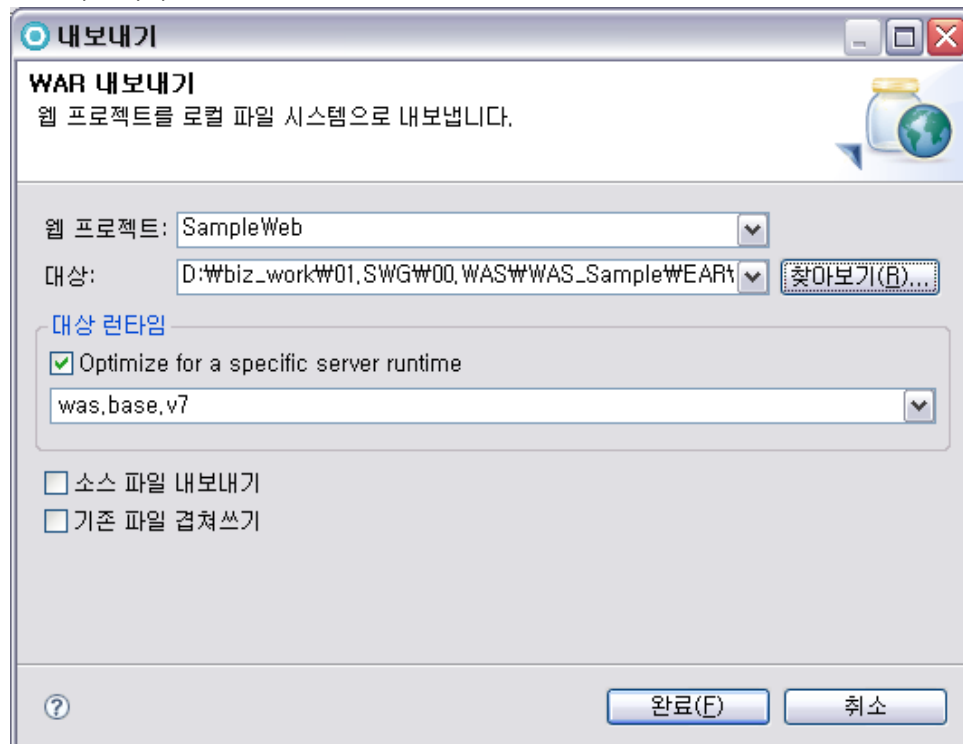 내보내기
WAR 내보내기
웹 프로젝트를 로컬 파일 시스템으로 내보냅니다.
웹 프로젝트: SampleWeb
대상: D:₩biz_work₩01.SWG₩00.WAS₩WAS_Sample₩EAR 찾아보기(R)...
대상 런타임
Optimize for a specific server runtime
was.base.v7
소스 파일 내보내기
기존 파일 겹쳐쓰기
? 완료(F) 취소